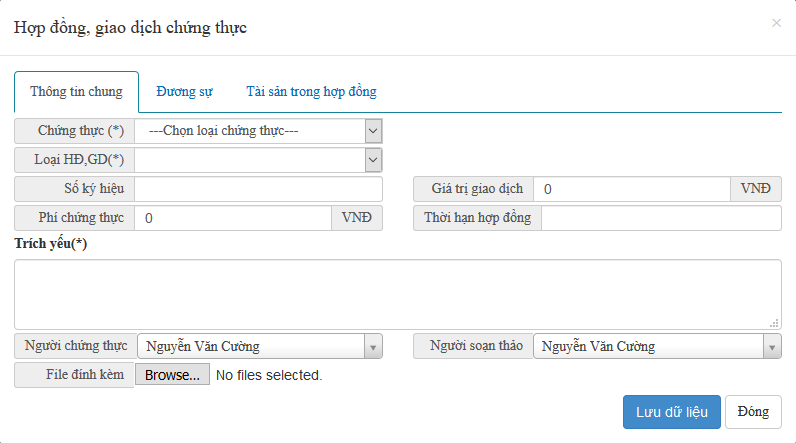 Hợp đồng, giao dịch chứng thực ×
Thông tin chung Đương sự Tài sản trong hợp đồng
Chứng thực (*) ---Chọn loại chứng thực---
Loại HĐ,GD(*)
Số ký hiệu Giá trị giao dịch 0 VNĐ
Phí chứng thực 0 VNĐ Thời hạn hợp đồng
Trích yếu(*)
Người chứng thực Nguyễn Văn Cường Người soạn thảo Nguyễn Văn Cường
File đính kèm Browse... No files selected.
Lưu dữ liệu Đóng